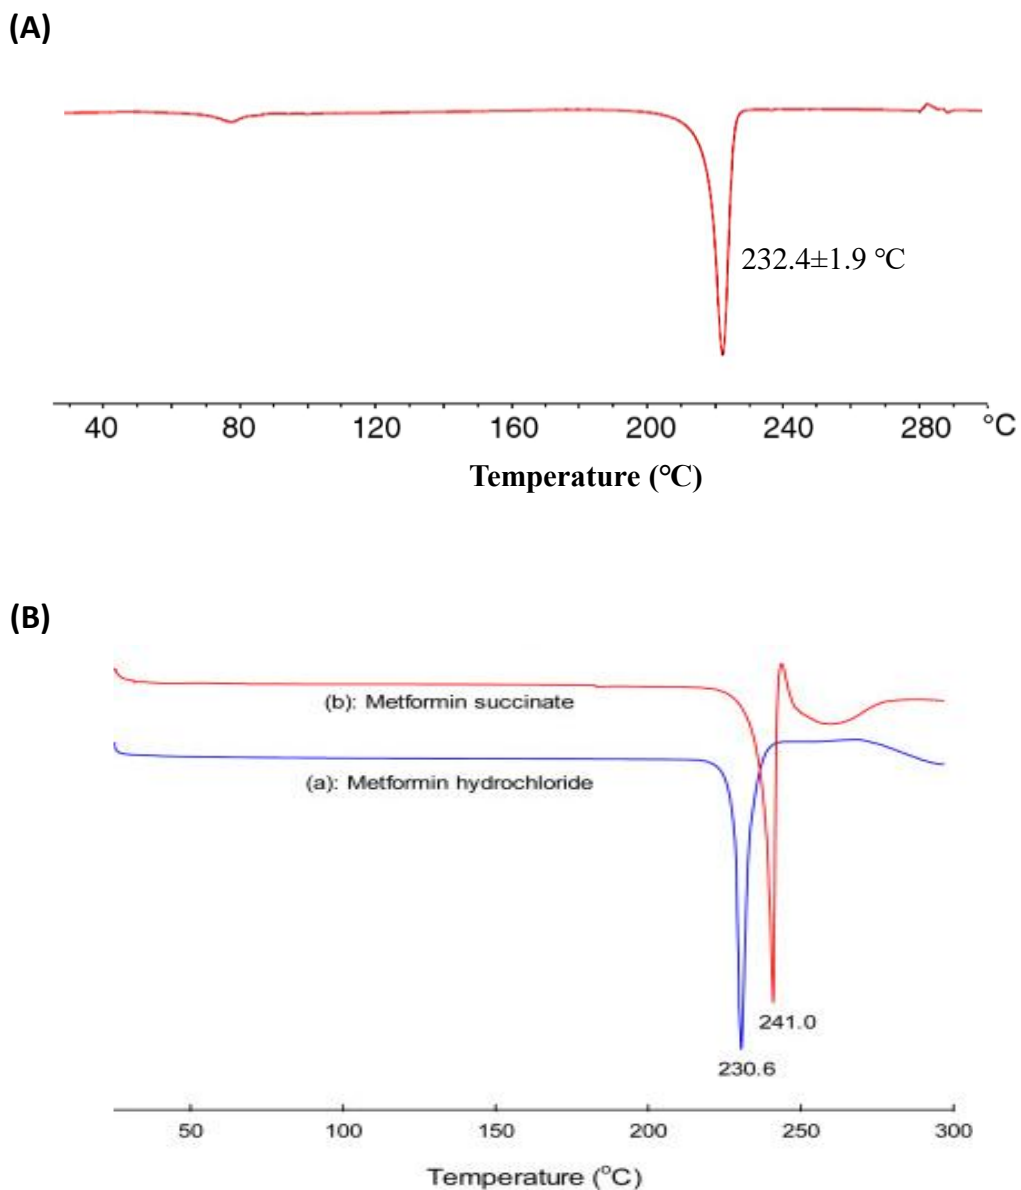 (A)
232.4±1.9 °C
40 80 120 160 200 240 280 °C
Temperature (°C)
(B)
(b): Metformin succinate
(a): Metformin hydrochloride
241.0
230.6
50 100 150 200 250 300
Temperature (°C)